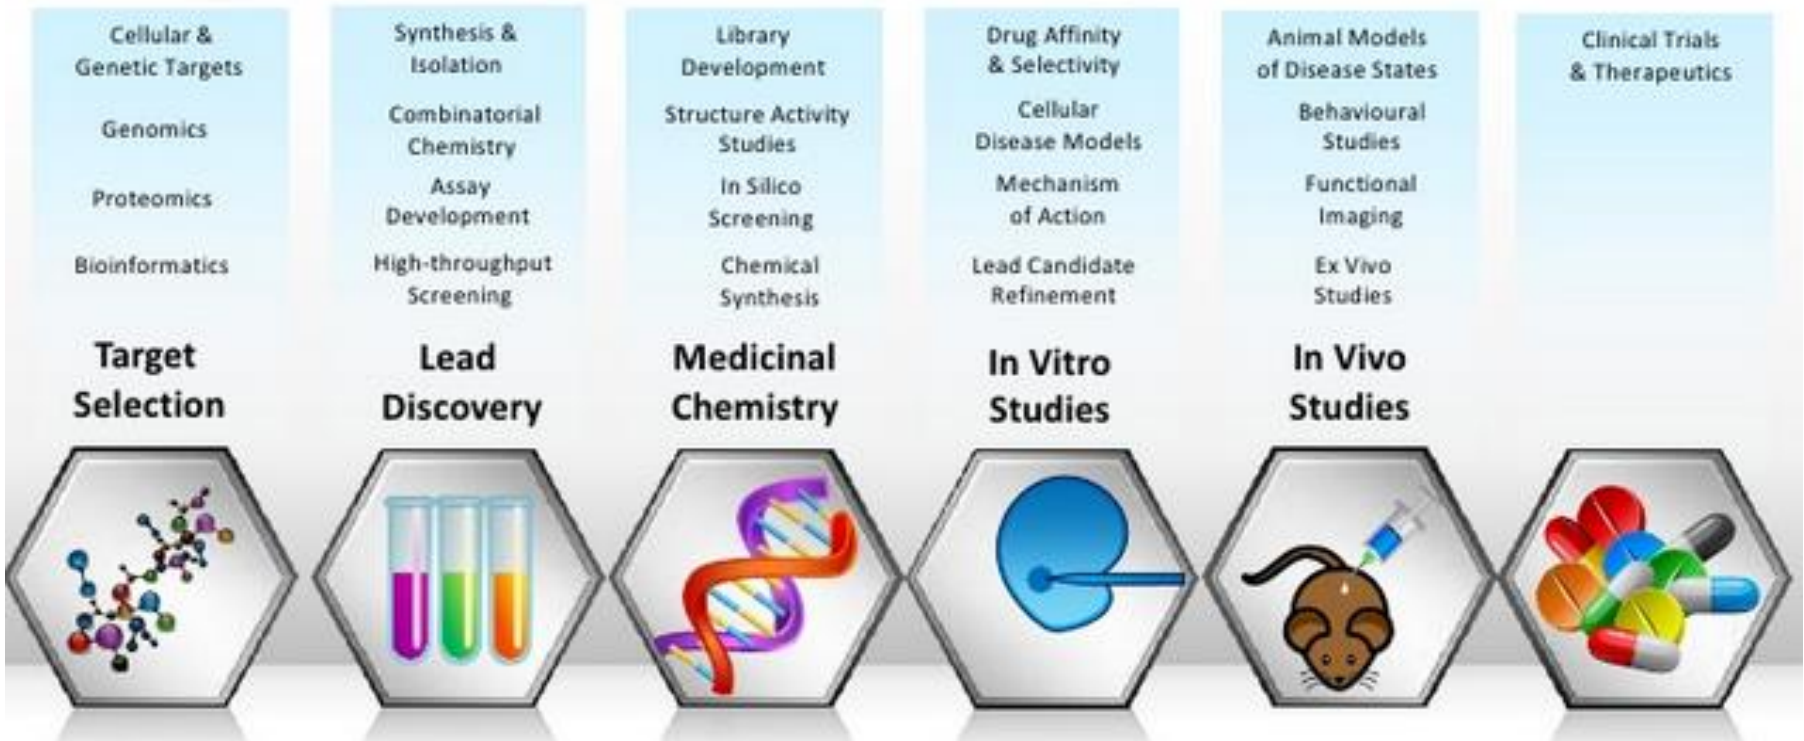 Cellular &
Genetic Targets
Genomics
Proteomics
Bioinformatics
Target
Selection
Synthesis &
Isolation
Combinatorial
Chemistry
Assay
Development
High-throughput
Screening
Lead
Discovery
Library
Development
Structure Activity
Studies
In Silico
Screening
Chemical
Synthesis
Medicinal
Chemistry
Drug Affinity
& Selectivity
Cellular
Disease Models
Mechanism
of Action
Lead Candidate
Refinement
In Vitro
Studies
Animal Models
of Disease States
Behavioural
Studies
Functional
Imaging
Ex Vivo
Studies
In Vivo
Studies
Clinical Trials
& Therapeutics